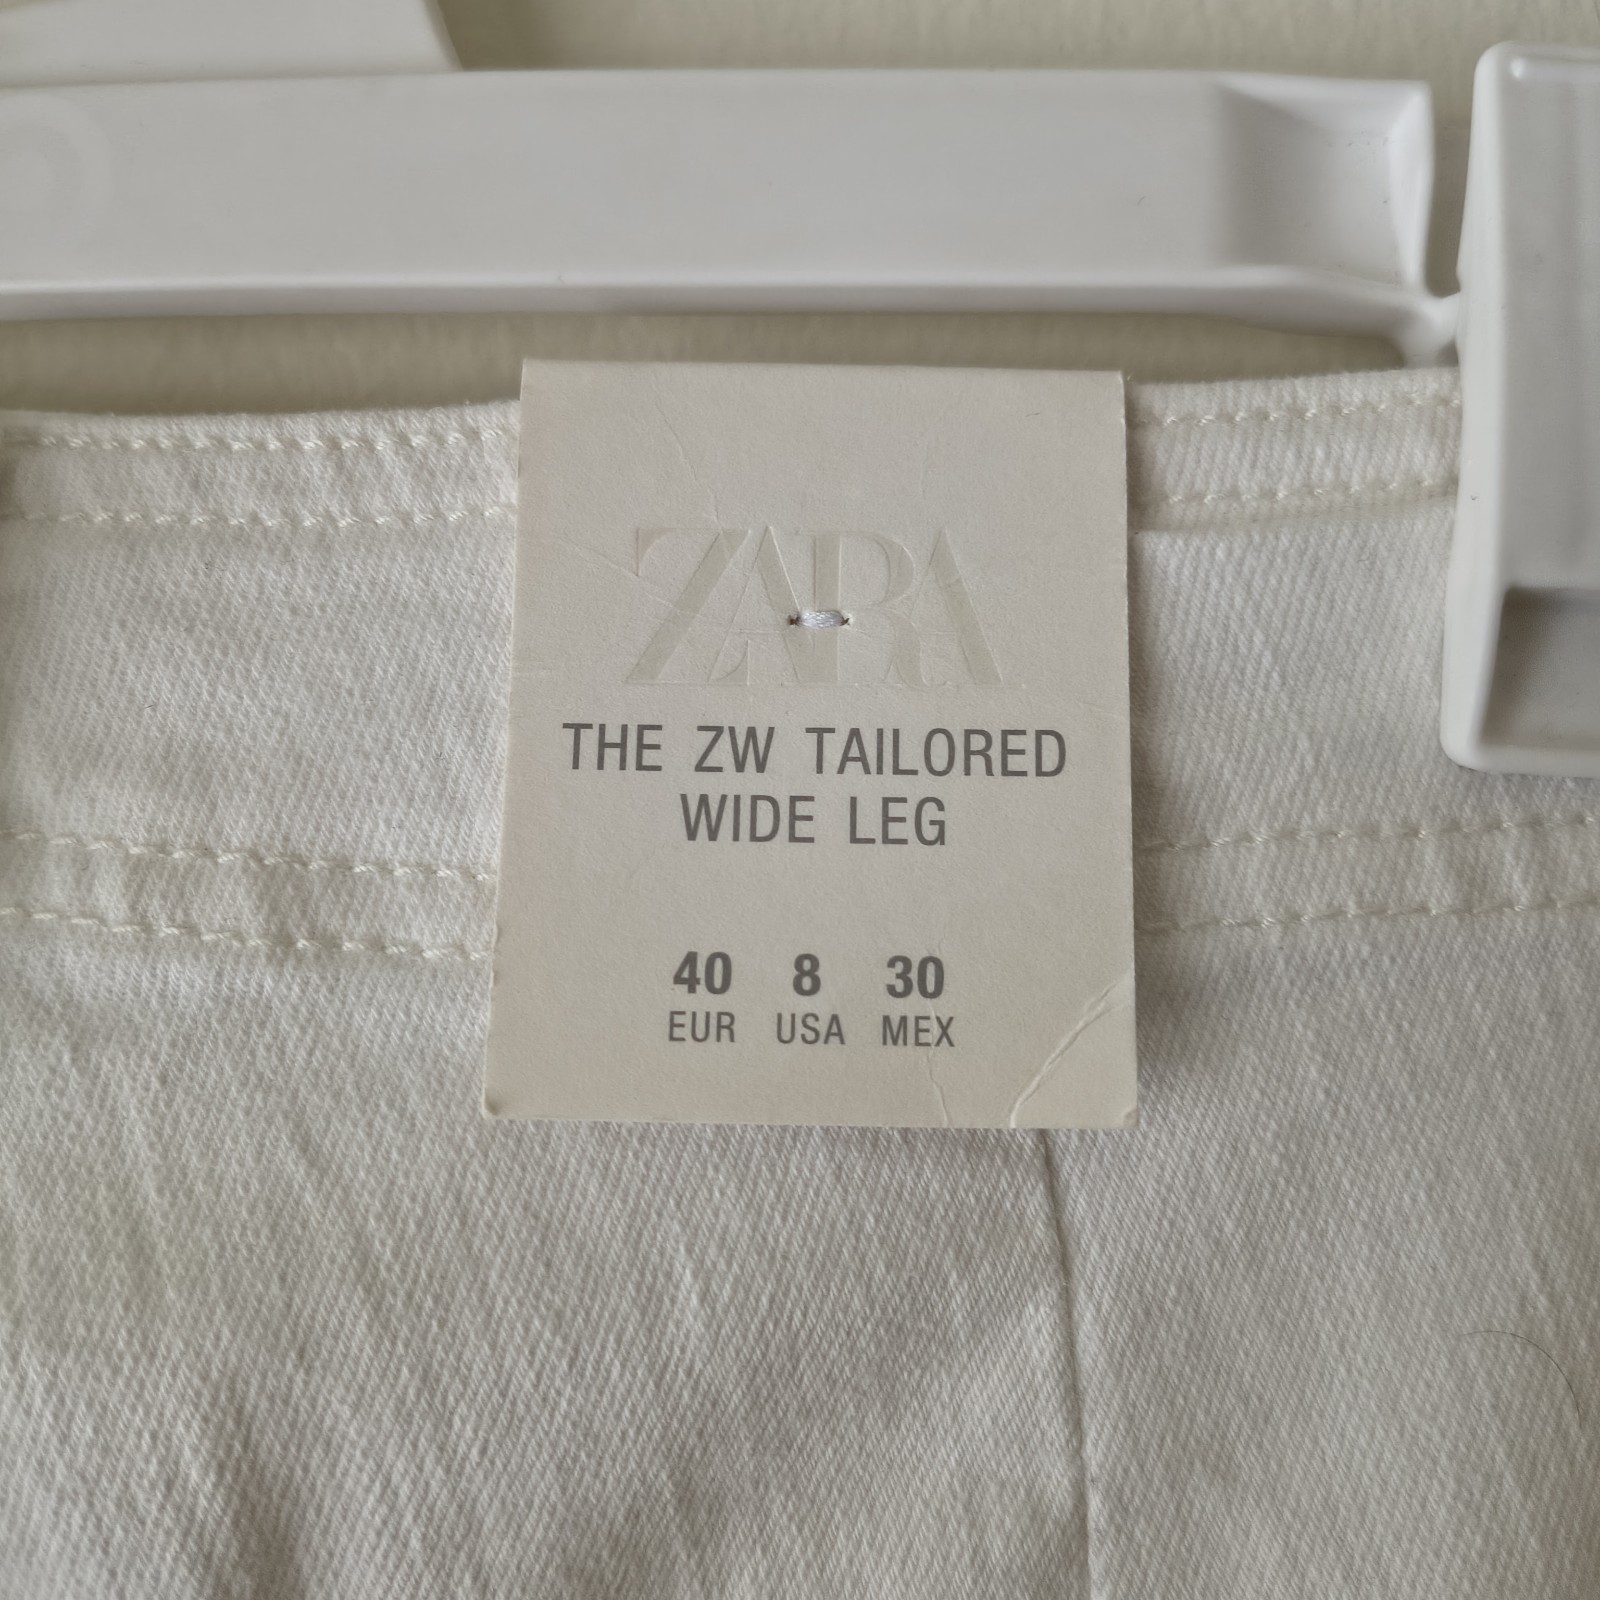 ZARA
THE ZW TAILORED
WIDE LEG
40 8 30
EUR USA MEX